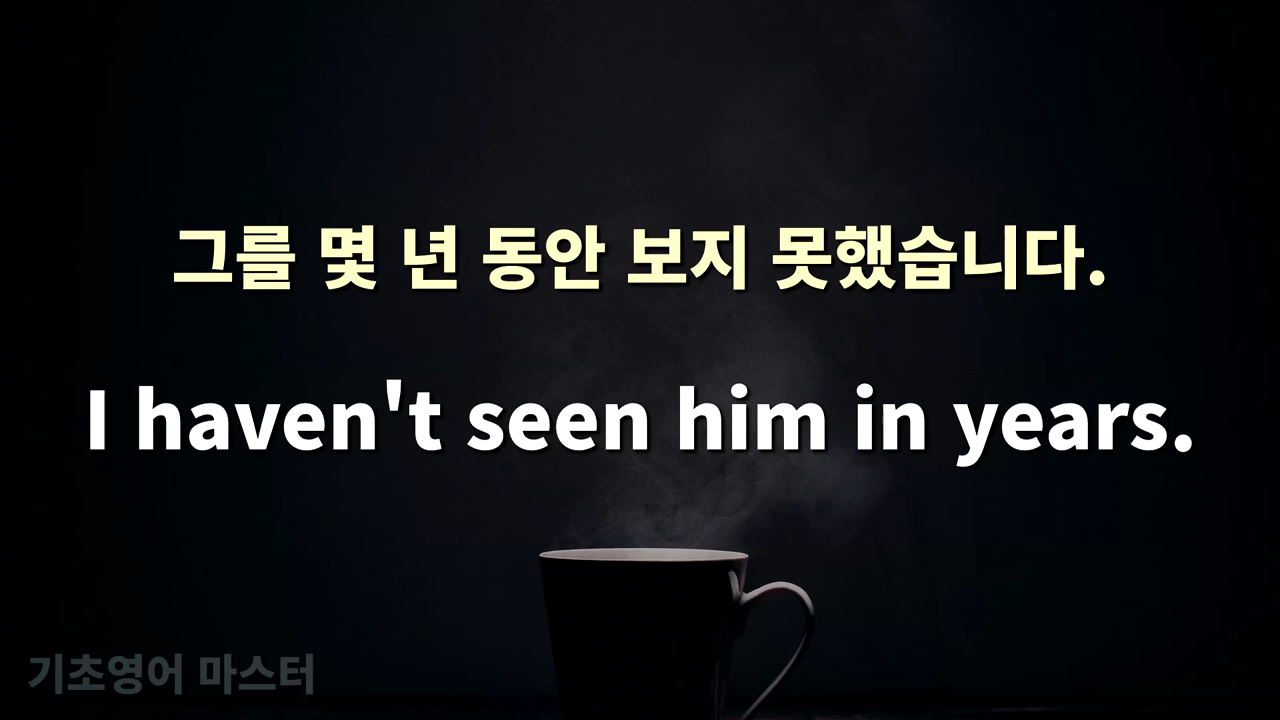 그를 몇 년 동안 보지 못했습니다.
I haven't seen him in years.
기초영어 마스터